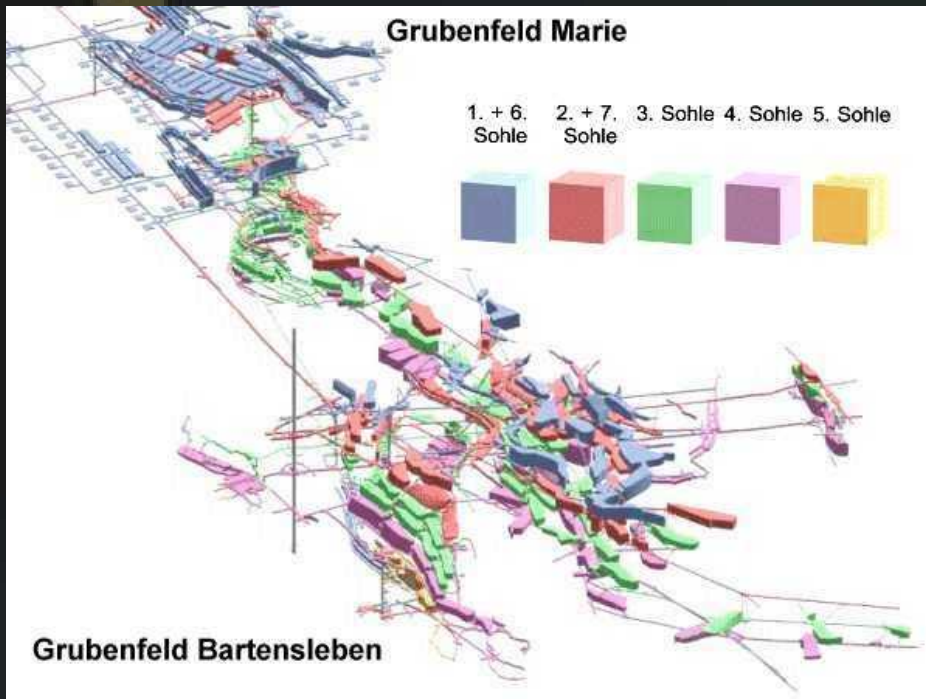 Grubenfeld Marie
1. + 6. Sohle
2. + 7. Sohle
3. Sohle
4. Sohle
5. Sohle
Grubenfeld Bartensleben